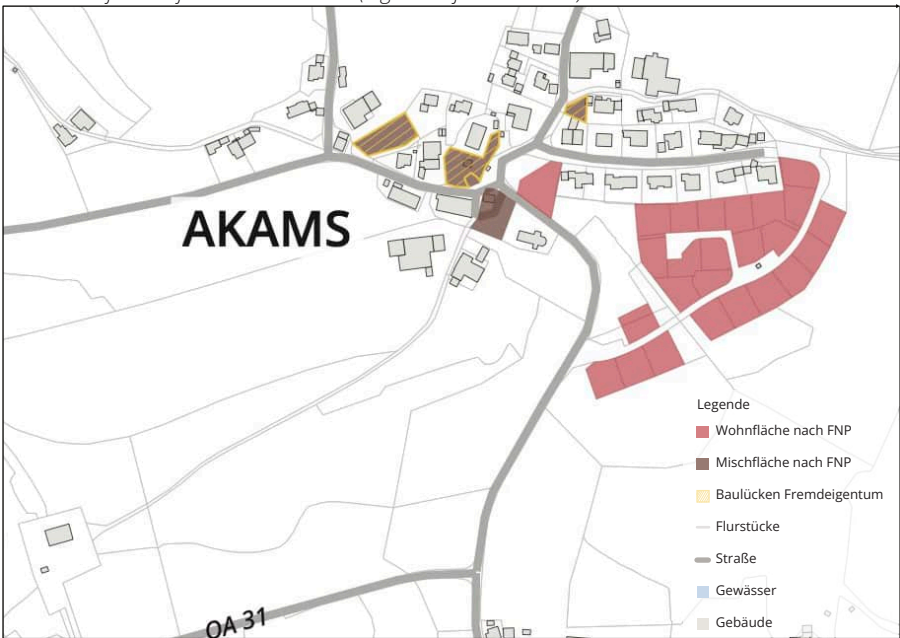 AKAMS
Legende
Wohnfläche nach FNP
Mischfläche nach FNP
Baulücken Fremdeigentum
Flurstücke
Straße
Gewässer
Gebäude
OA 31